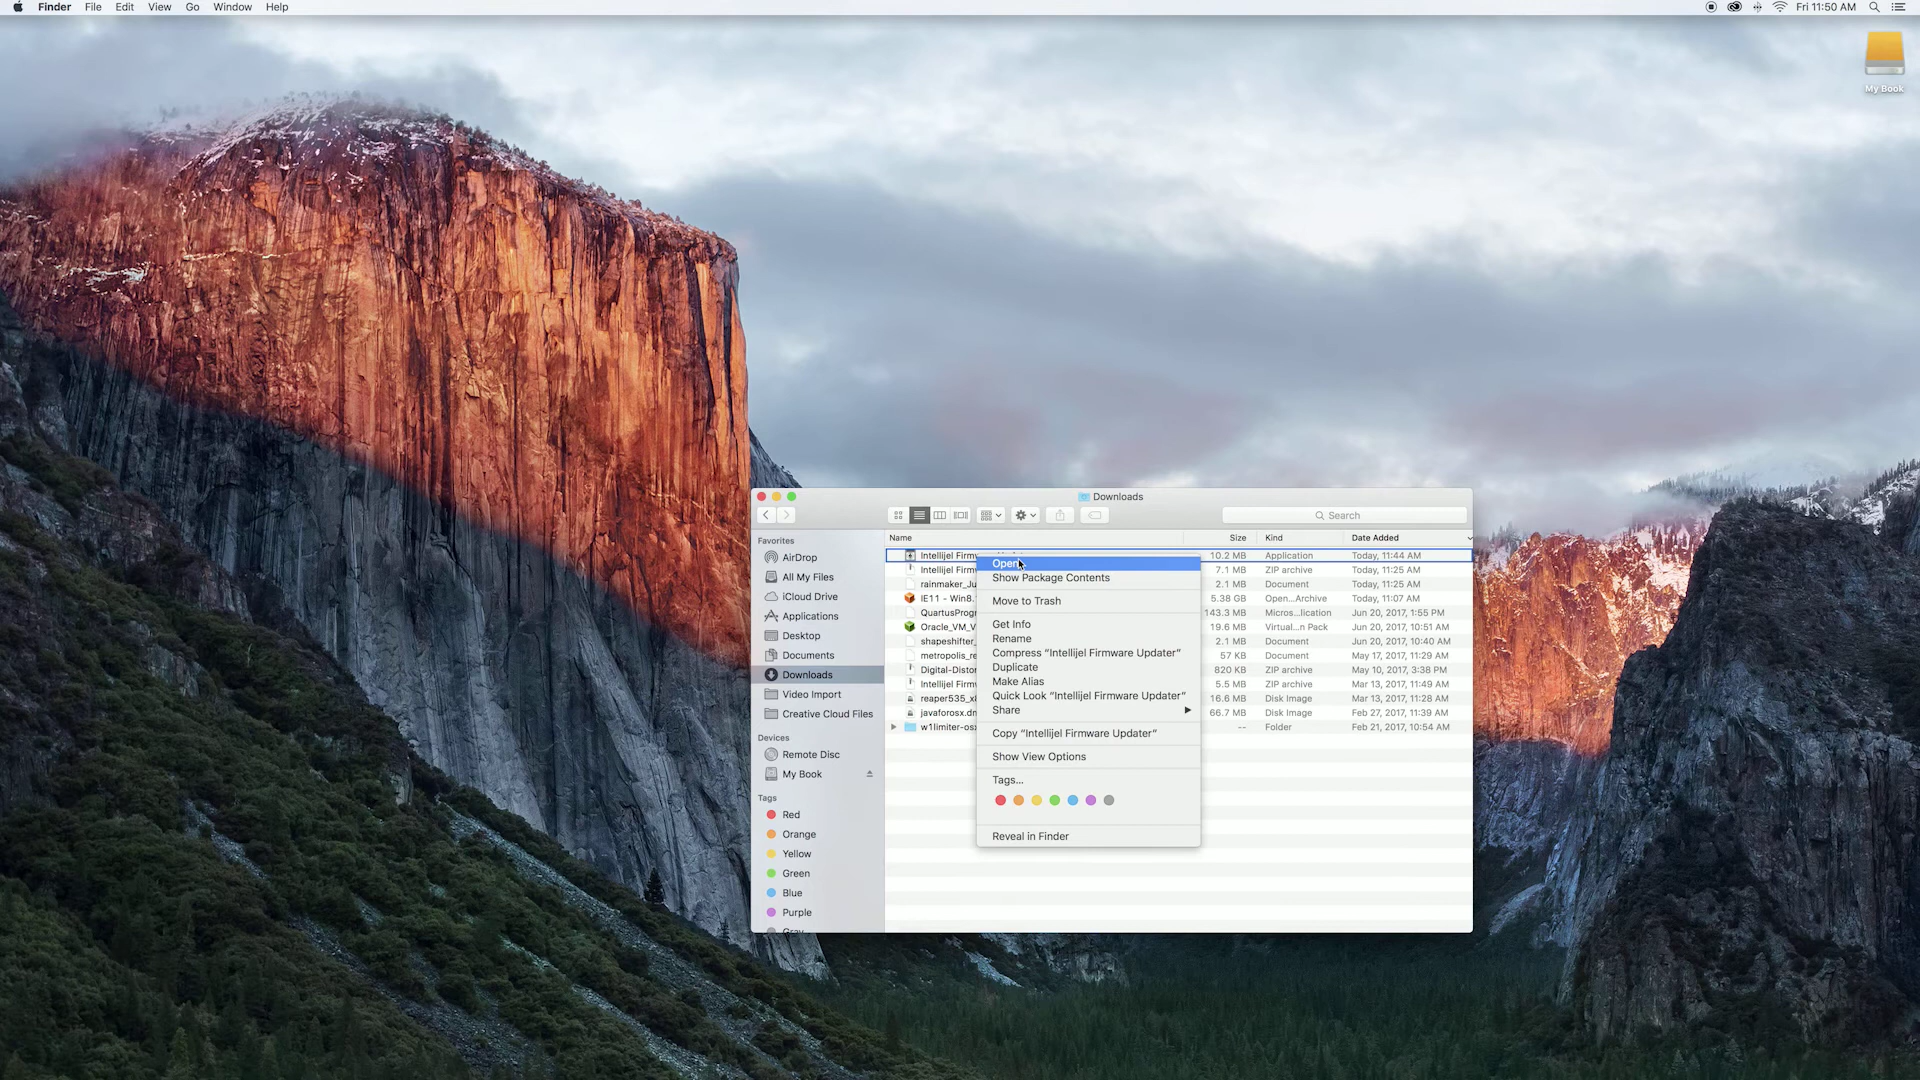 Finder File Edit View Go Window Help
Fri 11:50 AM
My Book
Downloads
Search
Favorites
AirDrop
All My Files
iCloud Drive
Applications
Desktop
Documents
Downloads
Video Import
Creative Cloud Files
Devices
Remote Disc
My Book
Tags
Red
Orange
Yellow
Green
Blue
Purple
Gray
Name Size Kind Date Added
Intellijel Firmw 10.2 MB Application Today, 11:44 AM
Intellijel Firmw 7.1 MB ZIP archive Today, 11:25 AM
rainmaker_Ju 2.1 MB Document Today, 11:25 AM
IE11 - Win8. 5.38 GB Open...Archive Today, 11:07 AM
QuartusProgr 143.3 MB Micros...lication Jun 20, 2017, 1:55 PM
Oracle_VM_V 19.6 MB Virtual...n Pack Jun 20, 2017, 10:51 AM
shapeshifter_ 2.1 MB Document Jun 20, 2017, 10:40 AM
metropolis_re 57 KB Document May 17, 2017, 11:29 AM
Digital-Distor 820 KB ZIP archive May 10, 2017, 3:38 PM
Intellijel Firmw 5.5 MB ZIP archive Mar 13, 2017, 11:49 AM
reaper535_x 16.6 MB Disk Image Mar 13, 2017, 11:28 AM
javaforosx.dm 66.7 MB Disk Image Feb 27, 2017, 11:39 AM
w1limiter-osx -- Folder Feb 21, 2017, 10:54 AM
Open
Show Package Contents
Move to Trash
Get Info
Rename
Compress “Intellijel Firmware Updater”
Duplicate
Make Alias
Quick Look “Intellijel Firmware Updater”
Share
Copy “Intellijel Firmware Updater”
Show View Options
Tags...
Reveal in Finder